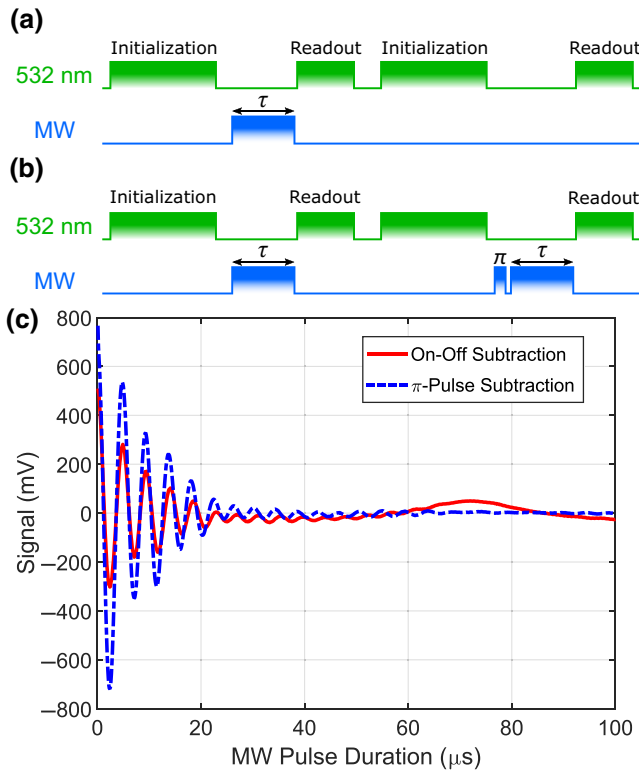 (a)
Initialization Readout Initialization Readout
532 nm
τ
MW
(b)
Initialization Readout Readout
532 nm
τ π τ
MW
(c)
800
600
400
200
0
−200
−400
−600
−800
Signal (mV)
On-Off Subtraction
π-Pulse Subtraction
0 20 40 60 80 100
MW Pulse Duration (μs)